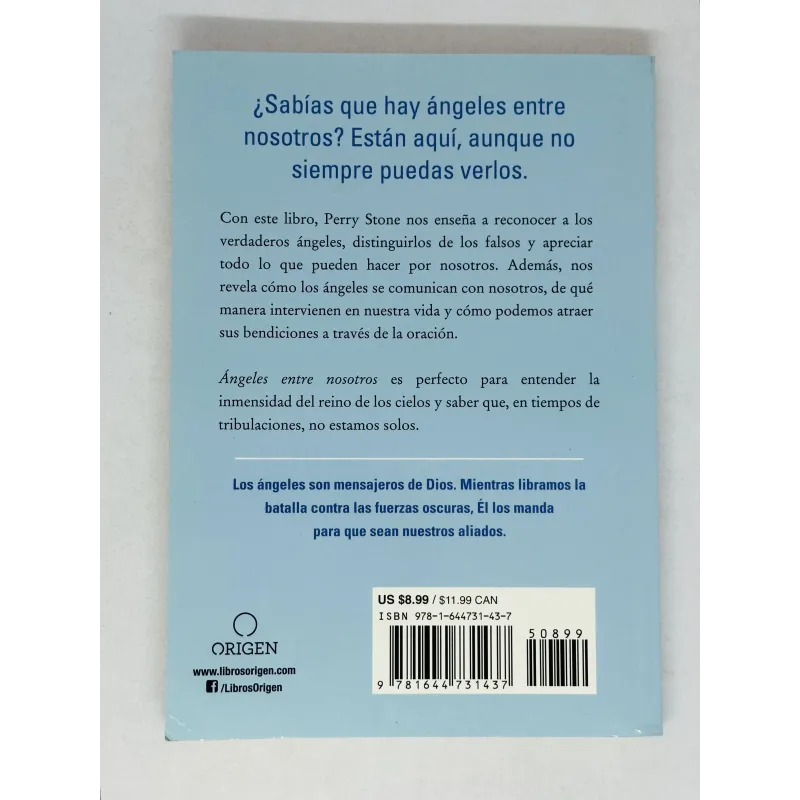 ¿Sabías que hay ángeles entre
nosotros? Están aquí, aunque no
siempre puedas verlos.
Con este libro, Perry Stone nos enseña a reconocer a los
verdaderos ángeles, distinguirlos de los falsos y apreciar
todo lo que pueden hacer por nosotros. Además, nos
revela cómo los ángeles se comunican con nosotros, de qué
manera intervienen en nuestra vida y cómo podemos atraer
sus bendiciones a través de la oración.
Ángeles entre nosotros es perfecto para entender la
inmensidad del reino de los cielos y saber que, en tiempos de
tribulaciones, no estamos solos.
Los ángeles son mensajeros de Dios. Mientras libramos la
batalla contra las fuerzas oscuras, Él los manda
para que sean nuestros aliados.
ORIGEN
www.librosorigen.com
/LibrosOrigen
US $8.99 / $11.99 CAN
ISBN 978-1-644731-43-7
50899
9 781644 731437